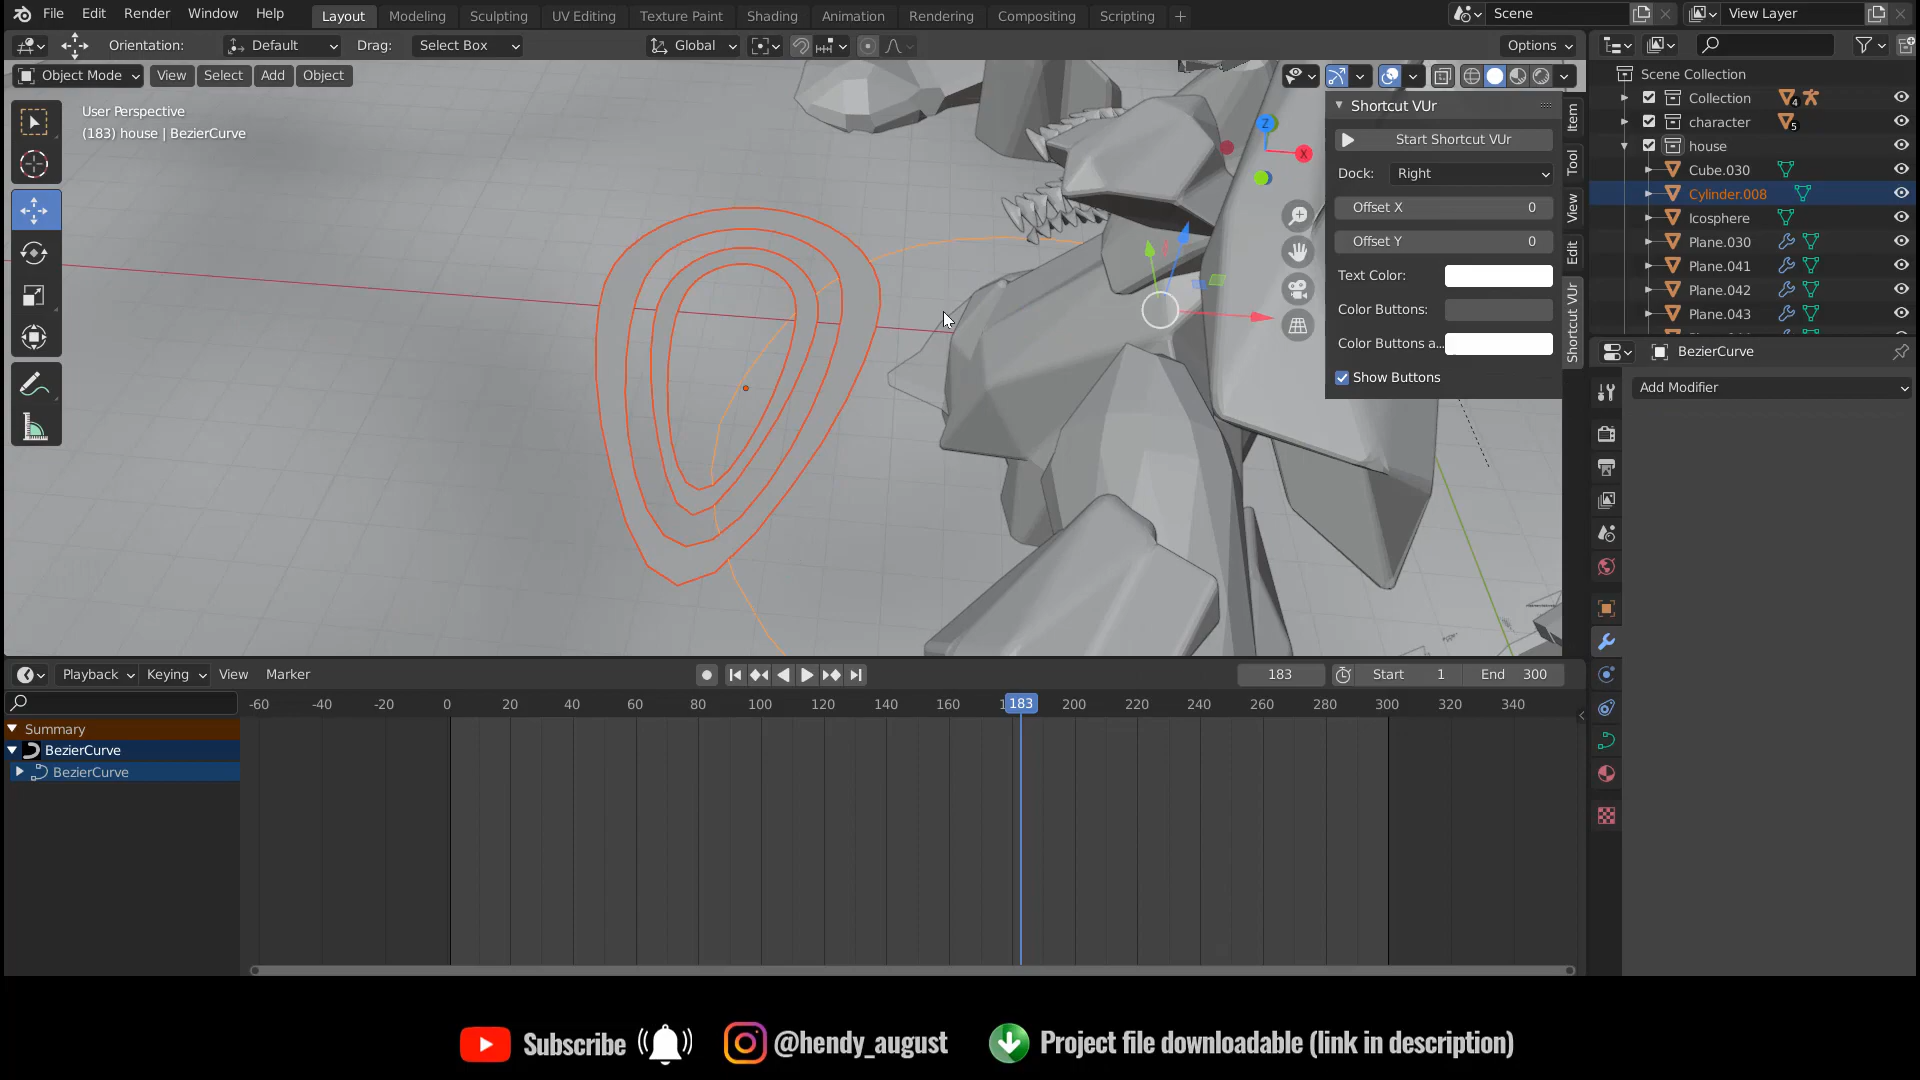 File Edit Render Window Help Layout Modeling Sculpting UV Editing Texture Paint Shading Animation Rendering Compositing Scripting Scene View Layer
Orientation: Default Drag: Select Box Global Options
Object Mode View Select Add Object
User Perspective
(183) house | BezierCurve
Shortcut VUr
Start Shortcut VUr
Dock: Right
Offset X 0
Offset Y 0
Text Color:
Color Buttons:
Color Buttons a...
Show Buttons
Z
X
Item
Tool
View
Edit
Shortcut VUr
Scene Collection
Collection 4
character 5
house
Cube.030
Cylinder.008
Icosphere
Plane.030
Plane.041
Plane.042
Plane.043
BezierCurve
Add Modifier
Playback Keying View Marker 183 Start 1 End 300
-60 -40 -20 0 20 40 60 80 100 120 140 160 183 200 220 240 260 280 300 320 340
Summary
BezierCurve
BezierCurve
Subscribe @hendy_august Project file downloadable (link in description)